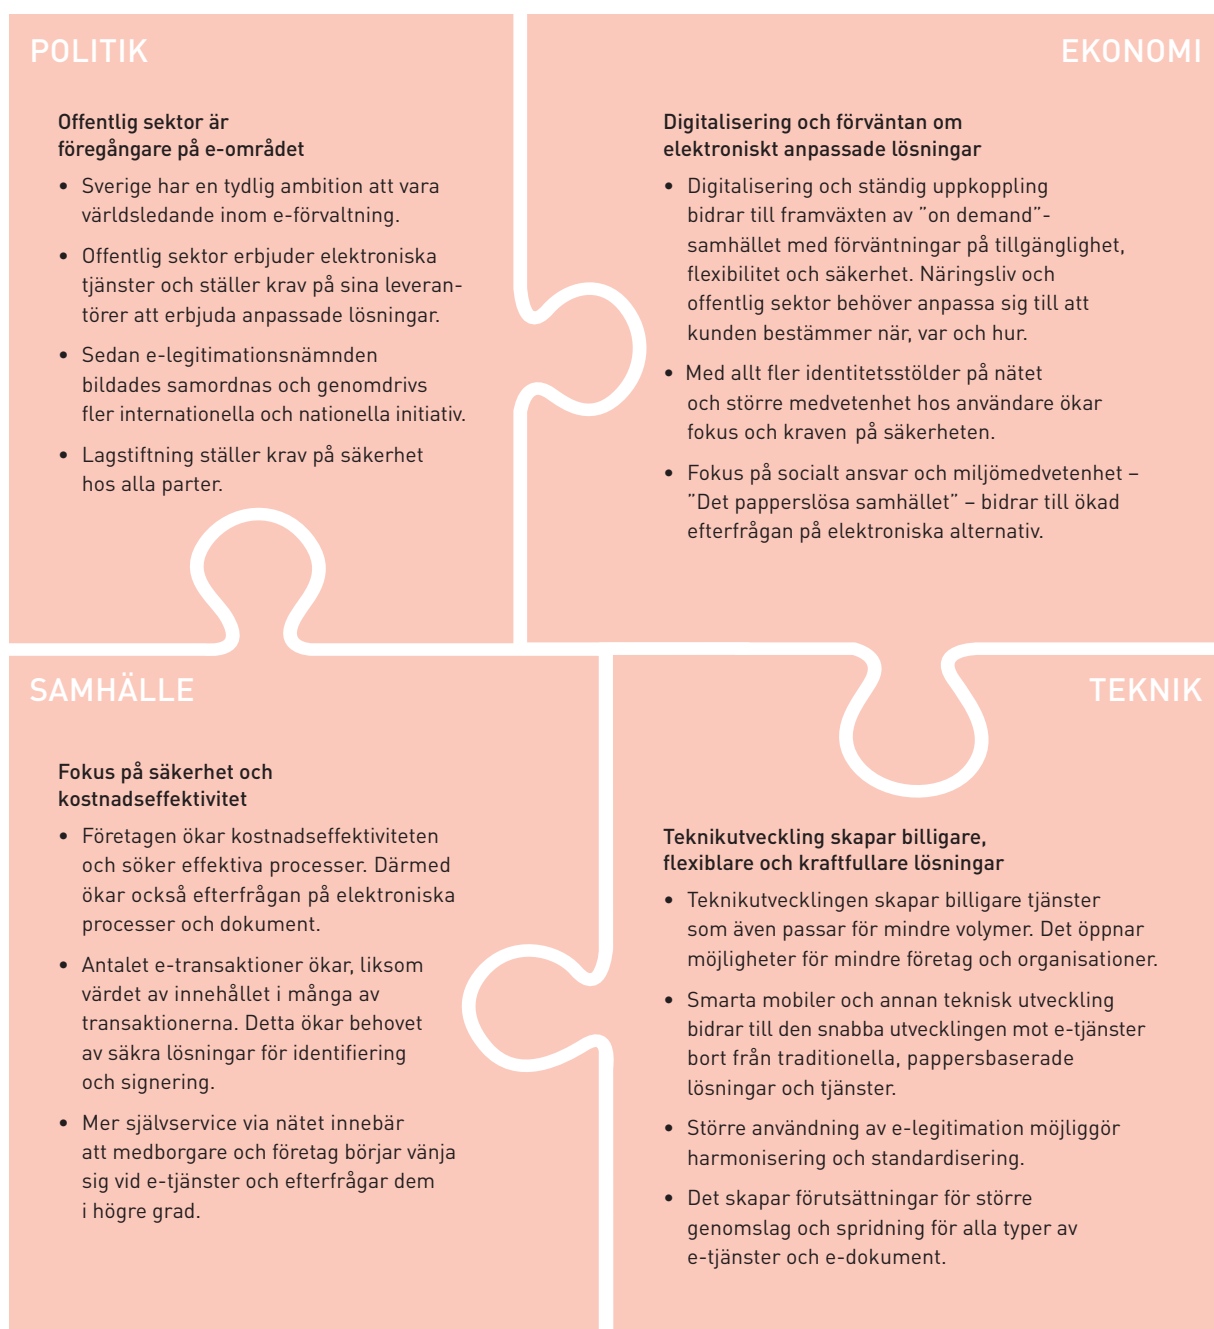 POLITIK
Offentlig sektor är
föregångare på e-området
• Sverige har en tydlig ambition att vara
världsledande inom e-förvaltning.
• Offentlig sektor erbjuder elektroniska
tjänster och ställer krav på sina leveran-
törer att erbjuda anpassade lösningar.
• Sedan e-legitimationsnämnden
bildades samordnas och genomdrivs
fler internationella och nationella initiativ.
• Lagstiftning ställer krav på säkerhet
hos alla parter.
EKONOMI
Digitalisering och förväntan om
elektroniskt anpassade lösningar
• Digitalisering och ständig uppkoppling
bidrar till framväxten av ”on demand”-
samhället med förväntningar på tillgänglighet,
flexibilitet och säkerhet. Näringsliv och
offentlig sektor behöver anpassa sig till att
kunden bestämmer när, var och hur.
• Med allt fler identitetsstölder på nätet
och större medvetenhet hos användare ökar
fokus och kraven på säkerheten.
• Fokus på socialt ansvar och miljömedvetenhet –
”Det papperslösa samhället” – bidrar till ökad
efterfrågan på elektroniska alternativ.
SAMHÄLLE
Fokus på säkerhet och
kostnadseffektivitet
• Företagen ökar kostnadseffektiviteten
och söker effektiva processer. Därmed
ökar också efterfrågan på elektroniska
processer och dokument.
• Antalet e-transaktioner ökar, liksom
värdet av innehållet i många av
transaktionerna. Detta ökar behovet
av säkra lösningar för identifiering
och signering.
• Mer självservice via nätet innebär
att medborgare och företag börjar vänja
sig vid e-tjänster och efterfrågar dem
i högre grad.
TEKNIK
Teknikutveckling skapar billigare,
flexiblare och kraftfullare lösningar
• Teknikutvecklingen skapar billigare tjänster
som även passar för mindre volymer. Det öppnar
möjligheter för mindre företag och organisationer.
• Smarta mobiler och annan teknisk utveckling
bidrar till den snabba utvecklingen mot e-tjänster
bort från traditionella, pappersbaserade
lösningar och tjänster.
• Större användning av e-legitimation möjliggör
harmonisering och standardisering.
• Det skapar förutsättningar för större
genomslag och spridning för alla typer av
e-tjänster och e-dokument.